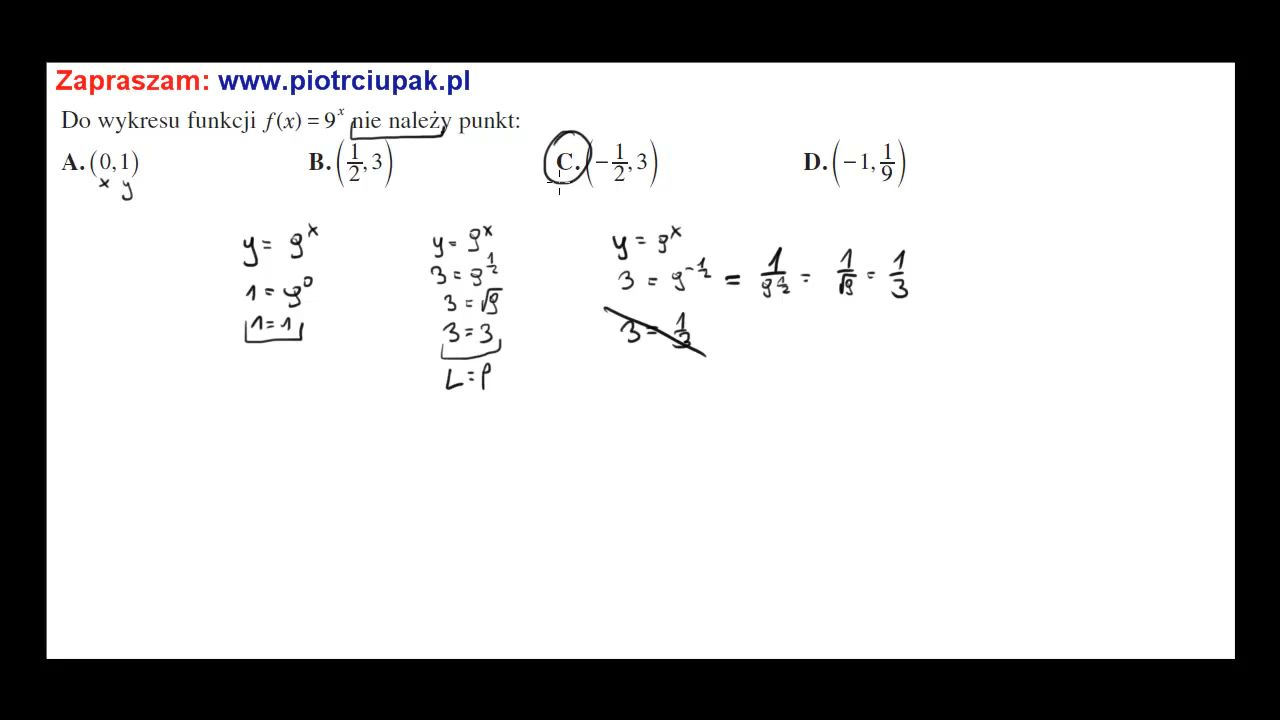 Zapraszam: www.piotrciupak.pl
Do wykresu funkcji f(x) = 9^x nie należy punkt:
A. (0, 1) B. (1/2, 3) C. (−1/2, 3) D. (−1, 1/9)
x y
y = 9^x
1 = 9^0
1 = 1
y = 9^x
3 = 9^1/2
3 = √9
3 = 3
L = P
y = 9^x
3 = 9^-1/2 = 1/9^1/2 = 1/√9 = 1/3
3 = 1/3